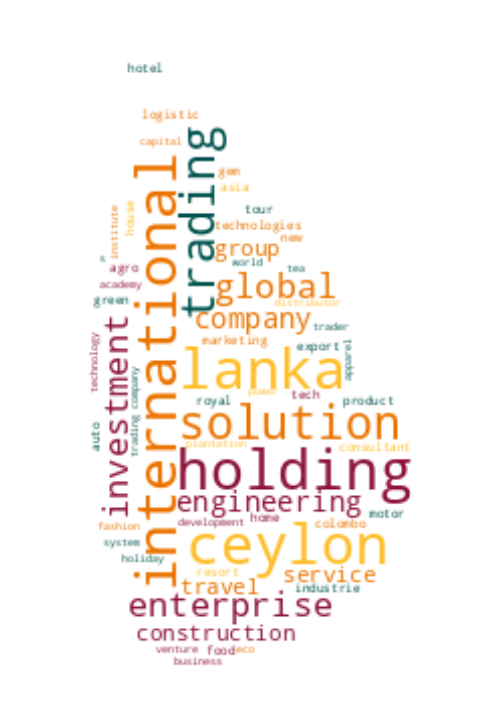 hotel
logistic
capital
trading
international
gem
asia
house
institute
tour
technologies
new
group
s
world
agro
tea
academy
global
green
distributor
company
trader
investment
marketing
technology
export
apparel
lanka
trading company
power
tech
royal
product
solution
auto
plantation
consultant
holding
engineering
motor
home
development
colombo
fashion
ceylon
system
holiday
resort
service
travel
industrie
enterprise
construction
venture
food
eco
business